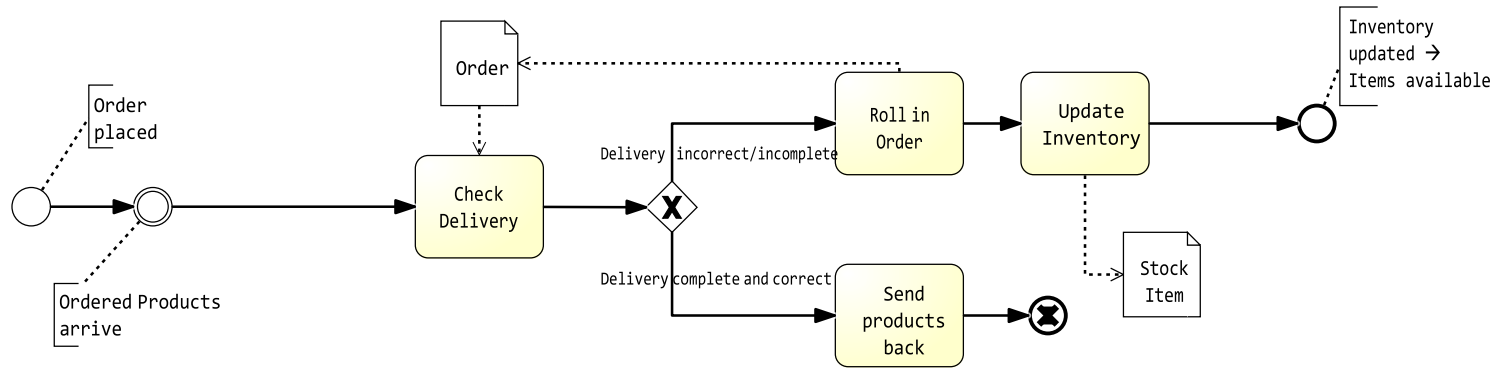 Order
placed
Ordered Products
arrive
Order
Check
Delivery
Delivery incorrect/incomplete
Delivery complete and correct
Roll in
Order
Send
products
back
Update
Inventory
Stock
Item
Inventory
updated →
Items available